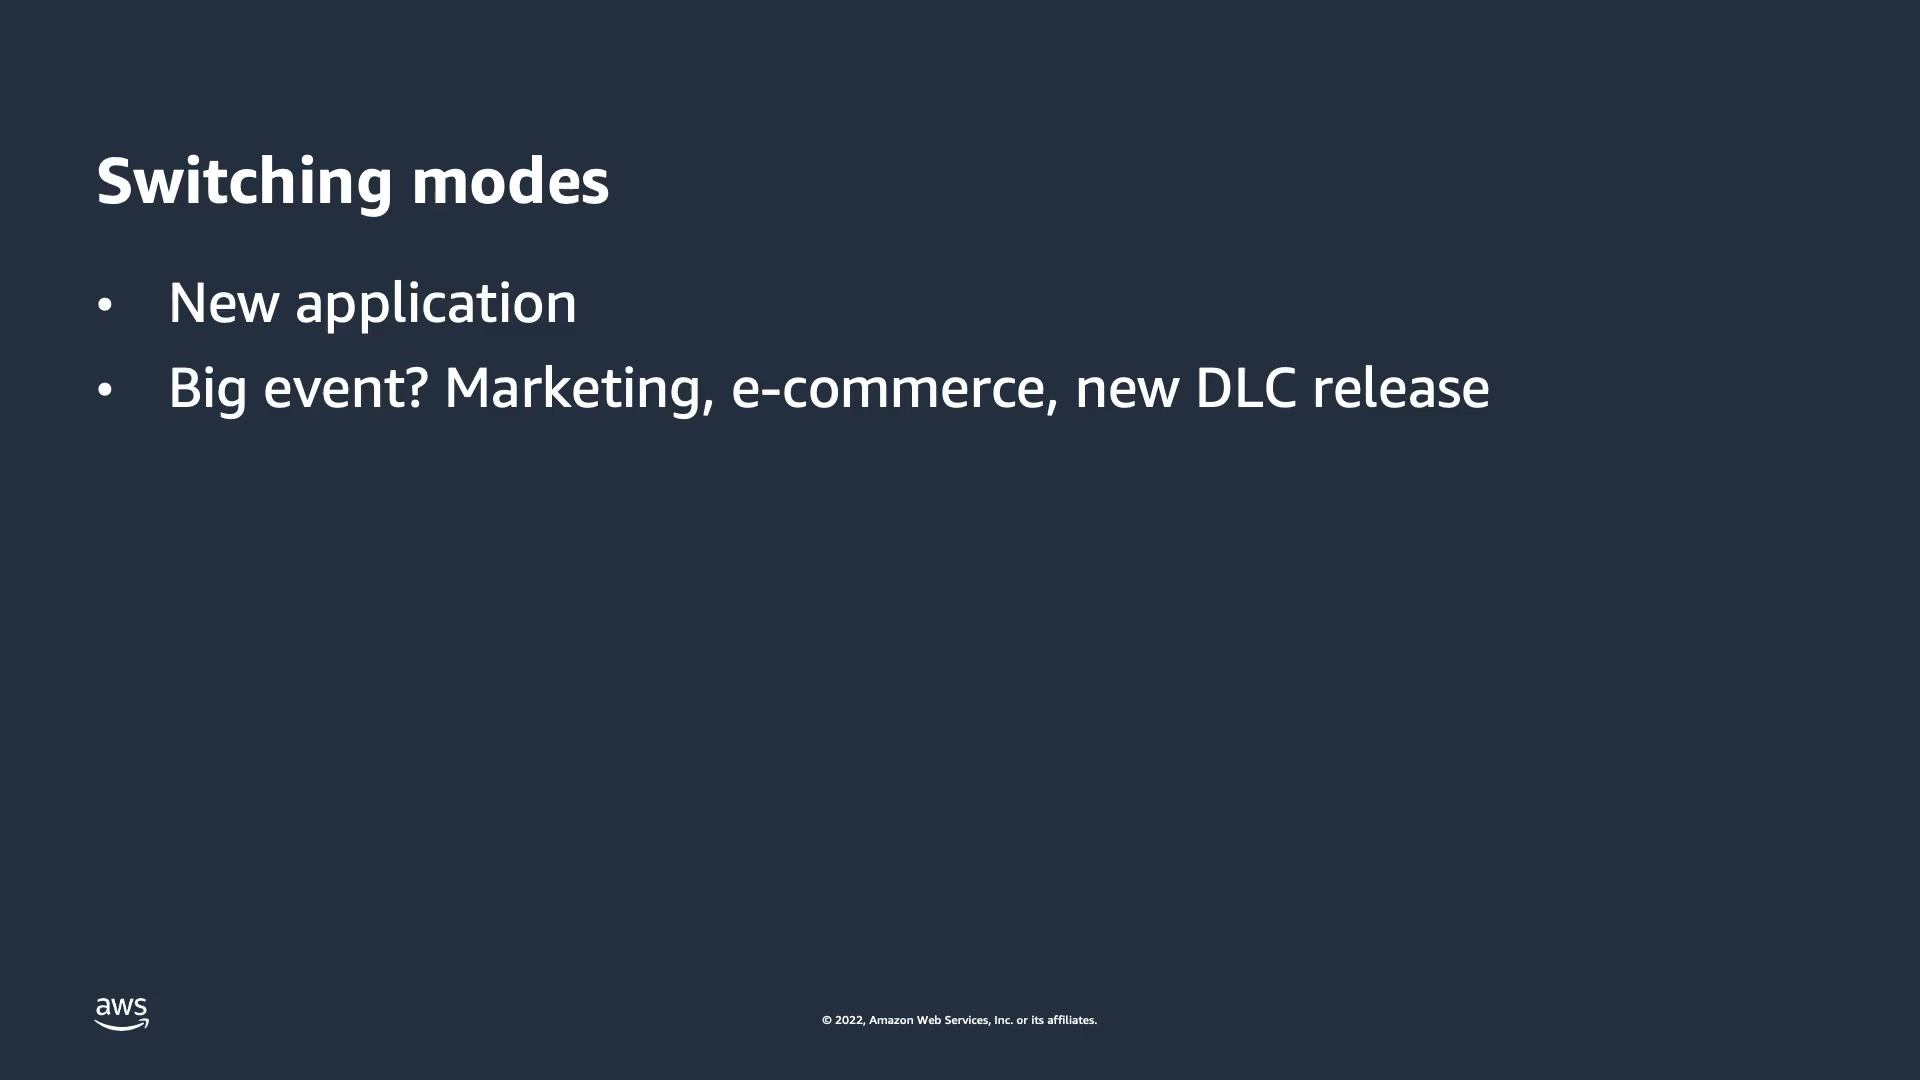 Switching modes
• New application
• Big event? Marketing, e-commerce, new DLC release
aws
© 2022, Amazon Web Services, Inc. or its affiliates.